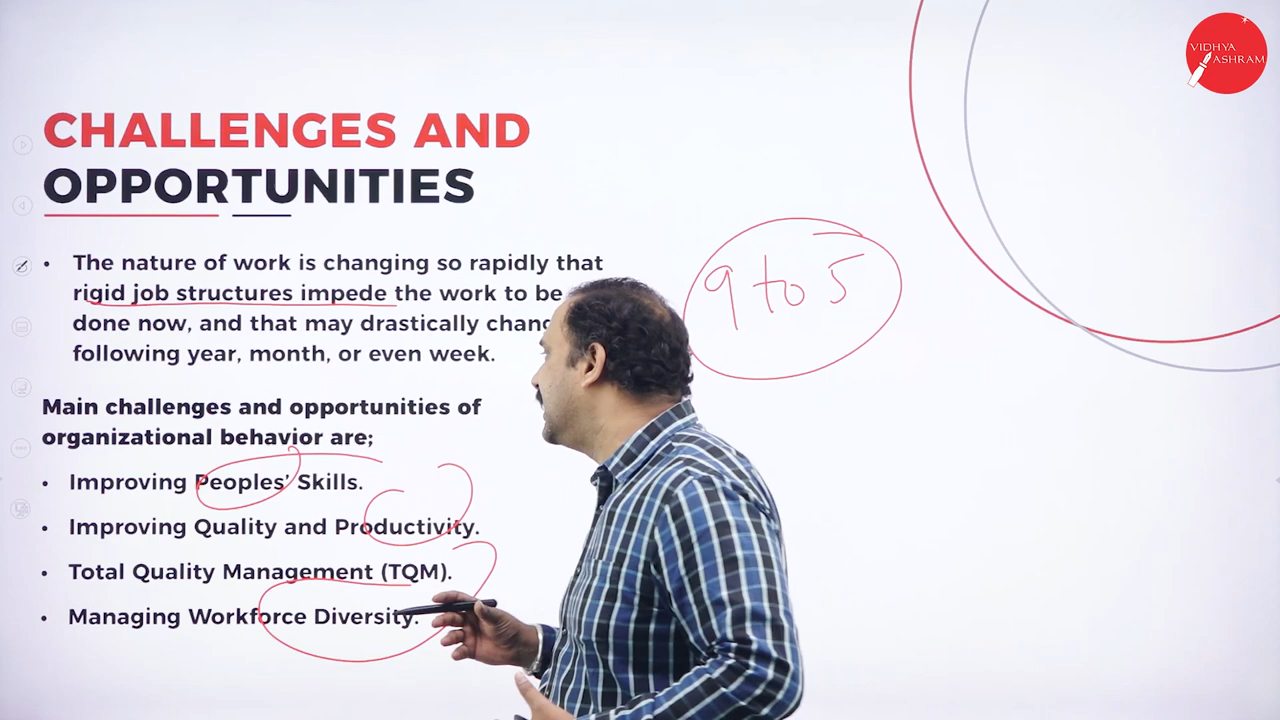 VIDHYA
ASHRAM
CHALLENGES AND
OPPORTUNITIES
• The nature of work is changing so rapidly that
rigid job structures impede the work to be
done now, and that may drastically chang
following year, month, or even week.
9 to 5
Main challenges and opportunities of
organizational behavior are;
• Improving Peoples’ Skills.
• Improving Quality and Productivity.
• Total Quality Management (TQM).
• Managing Workforce Diversity.